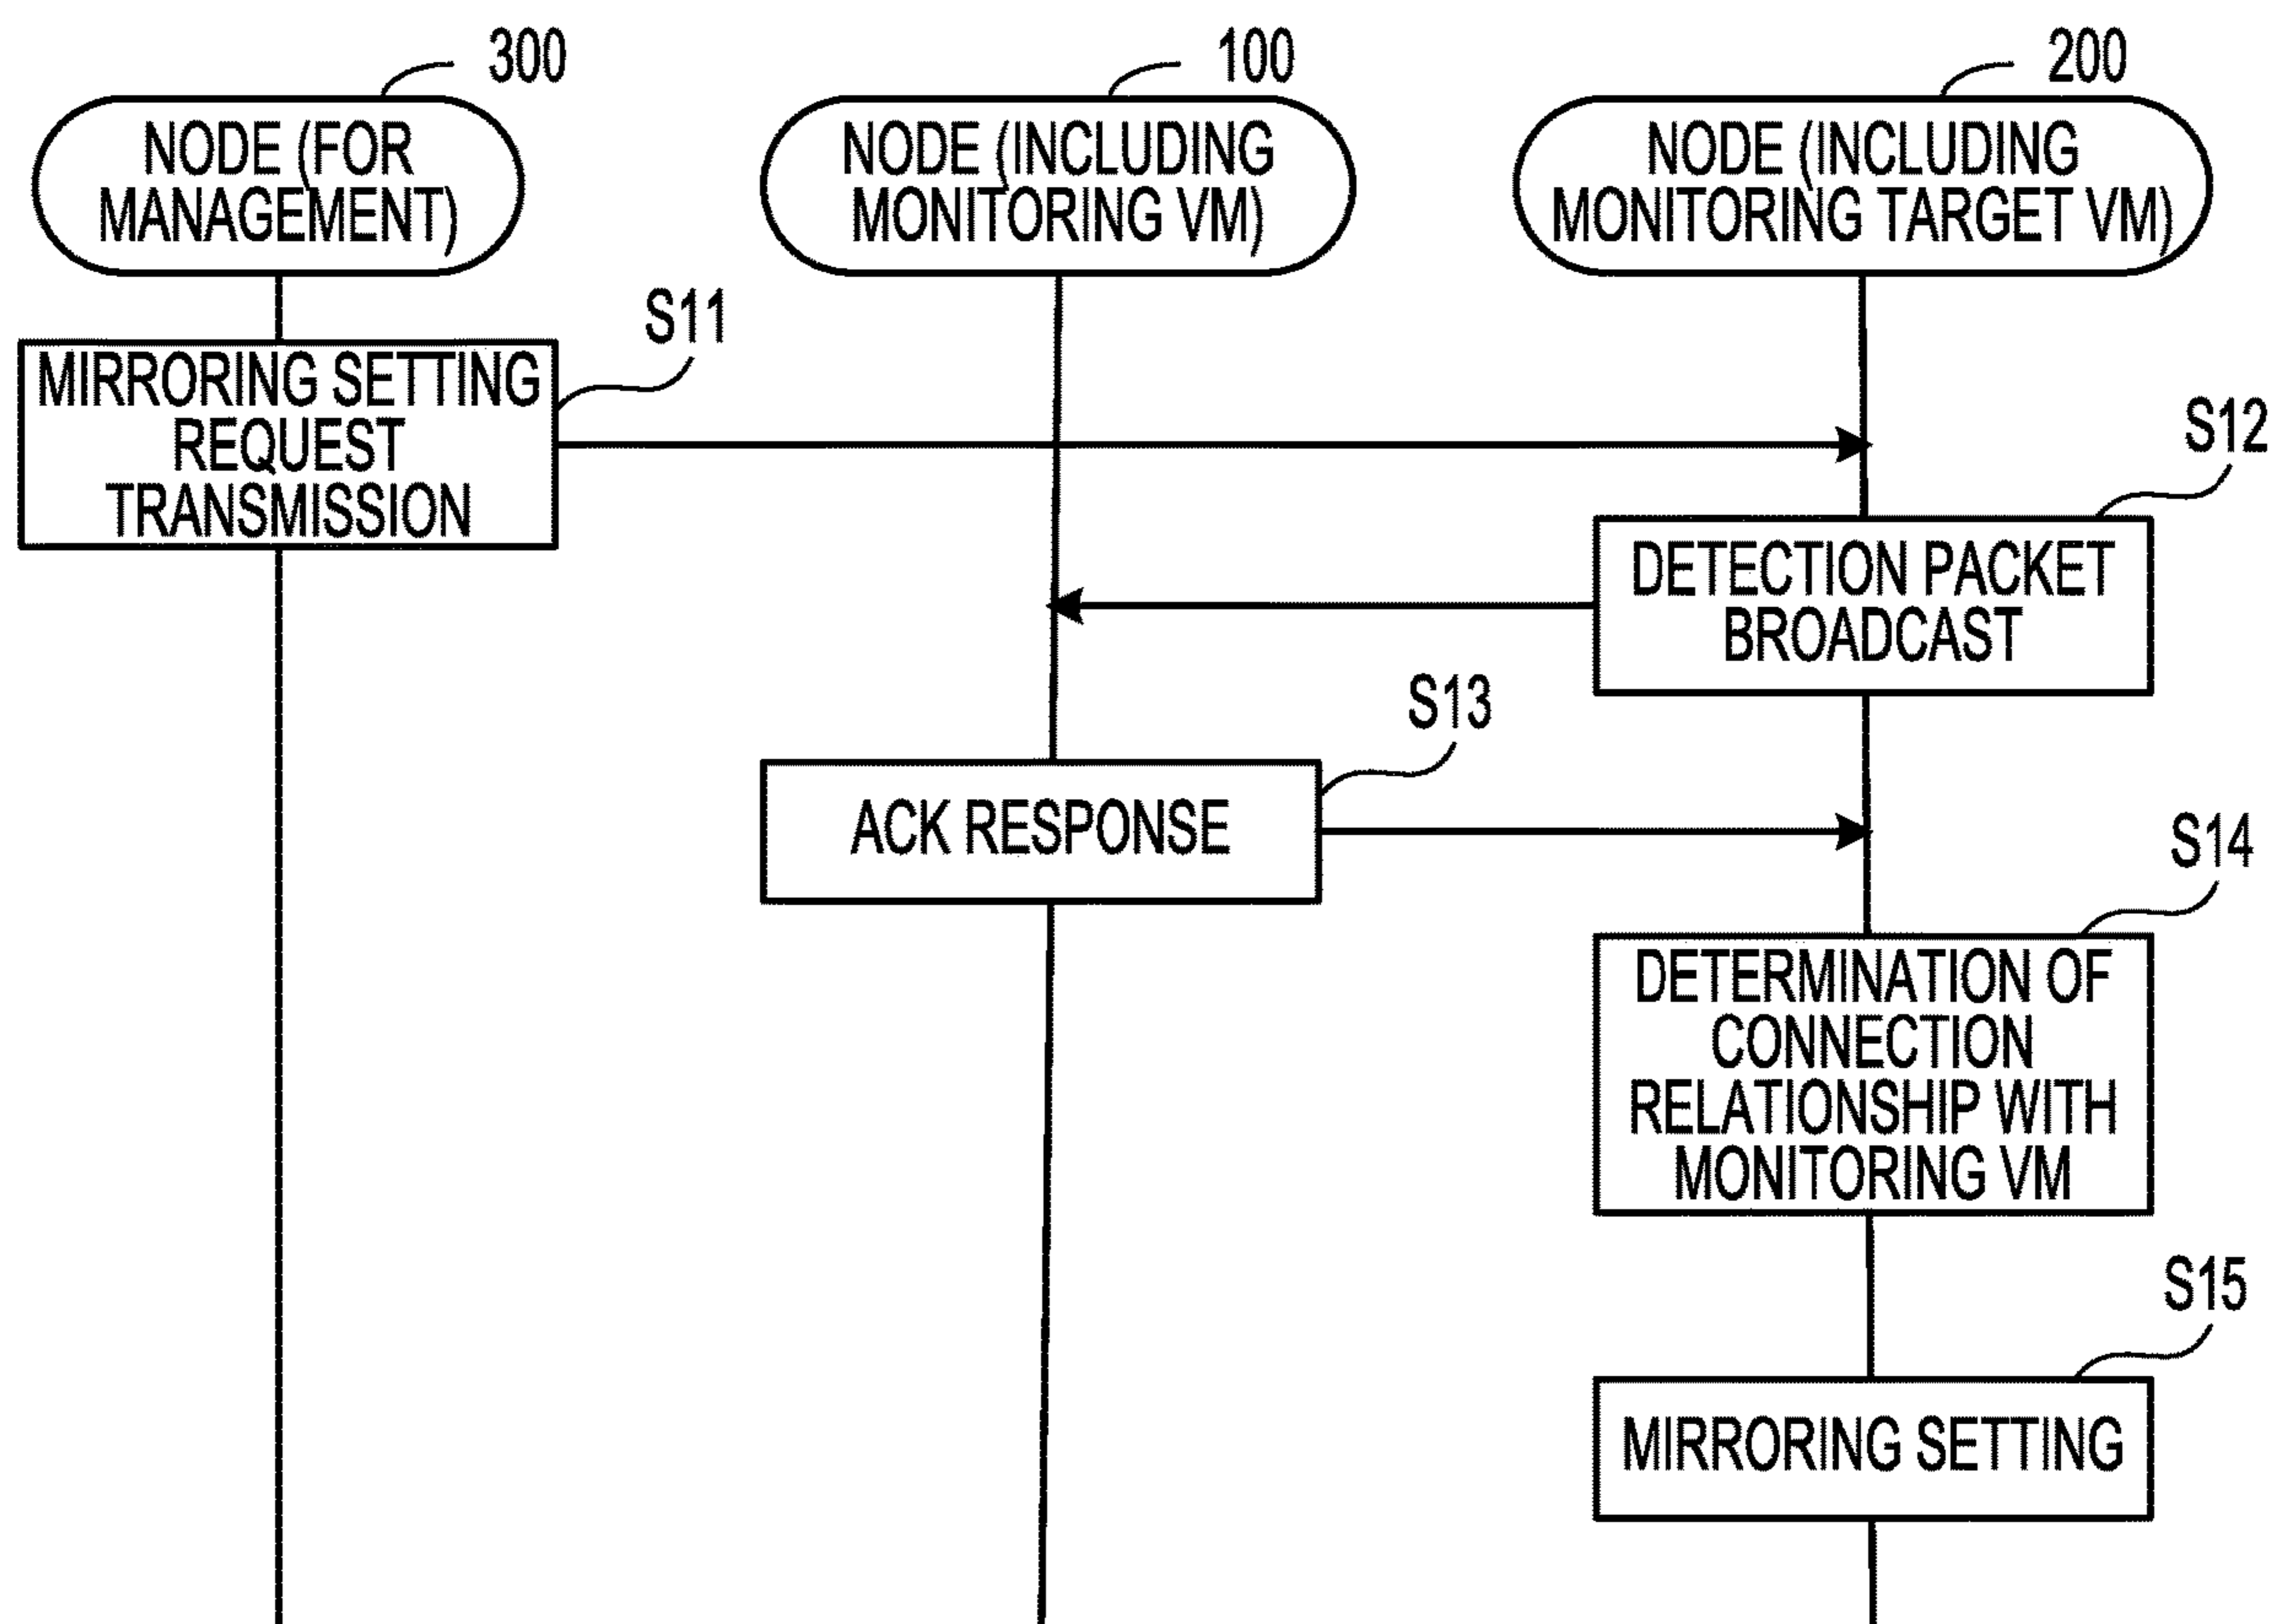 300
100
200
NODE (FOR
MANAGEMENT)
NODE (INCLUDING
MONITORING VM)
NODE (INCLUDING
MONITORING TARGET VM)
S11
MIRRORING SETTING
REQUEST
TRANSMISSION
S12
DETECTION PACKET
BROADCAST
S13
ACK RESPONSE
S14
DETERMINATION OF
CONNECTION
RELATIONSHIP WITH
MONITORING VM
S15
MIRRORING SETTING